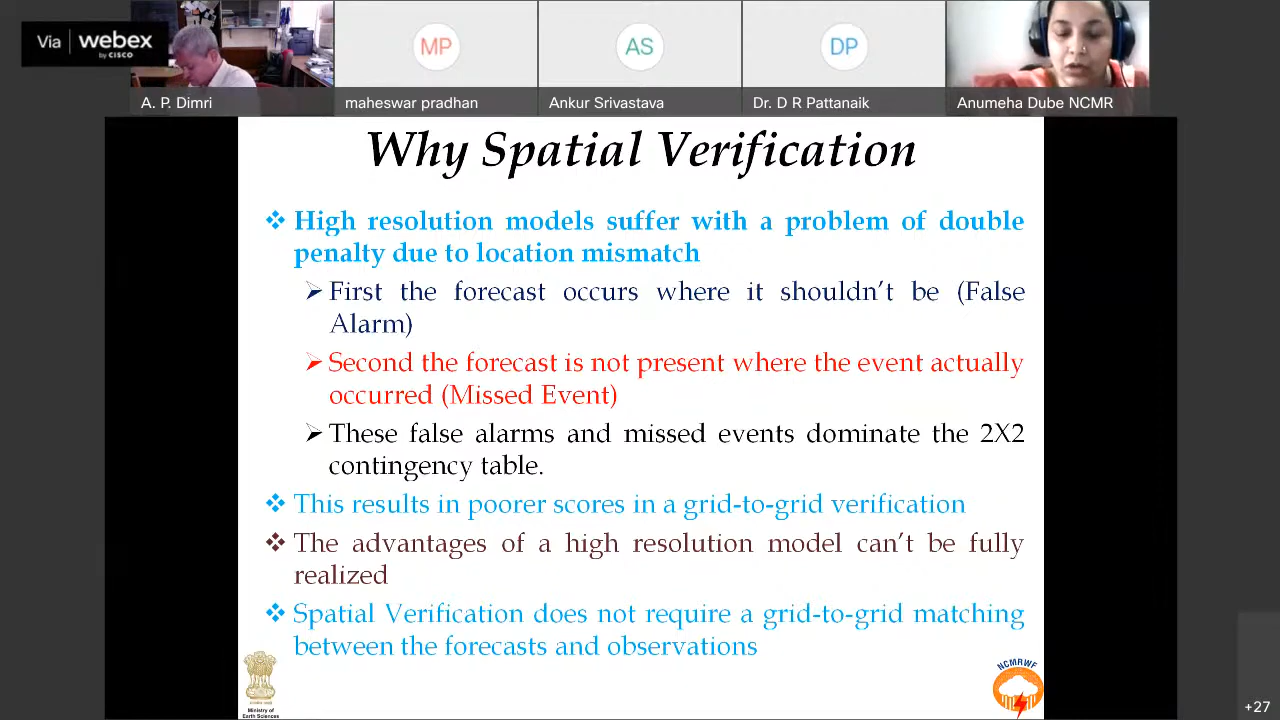 Via webex
by CISCO
MP
AS
DP
A. P. Dimri
maheswar pradhan
Ankur Srivastava
Dr. D R Pattanaik
Anumeha Dube NCMR
Why Spatial Verification
High resolution models suffer with a problem of double
penalty due to location mismatch
First the forecast occurs where it shouldn't be (False
Alarm)
Second the forecast is not present where the event actually
occurred (Missed Event)
These false alarms and missed events dominate the 2X2
contingency table.
This results in poorer scores in a grid-to-grid verification
The advantages of a high resolution model can't be fully
realized
Spatial Verification does not require a grid-to-grid matching
between the forecasts and observations
Ministry of
Earth Sciences
NCMRWF
+27